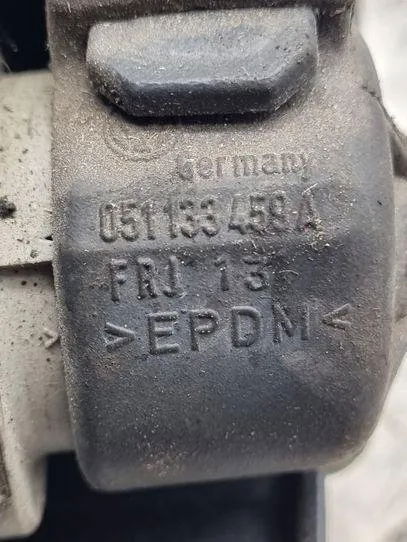 Germany
051 133 459 A
FRJ 13
>EPDM<